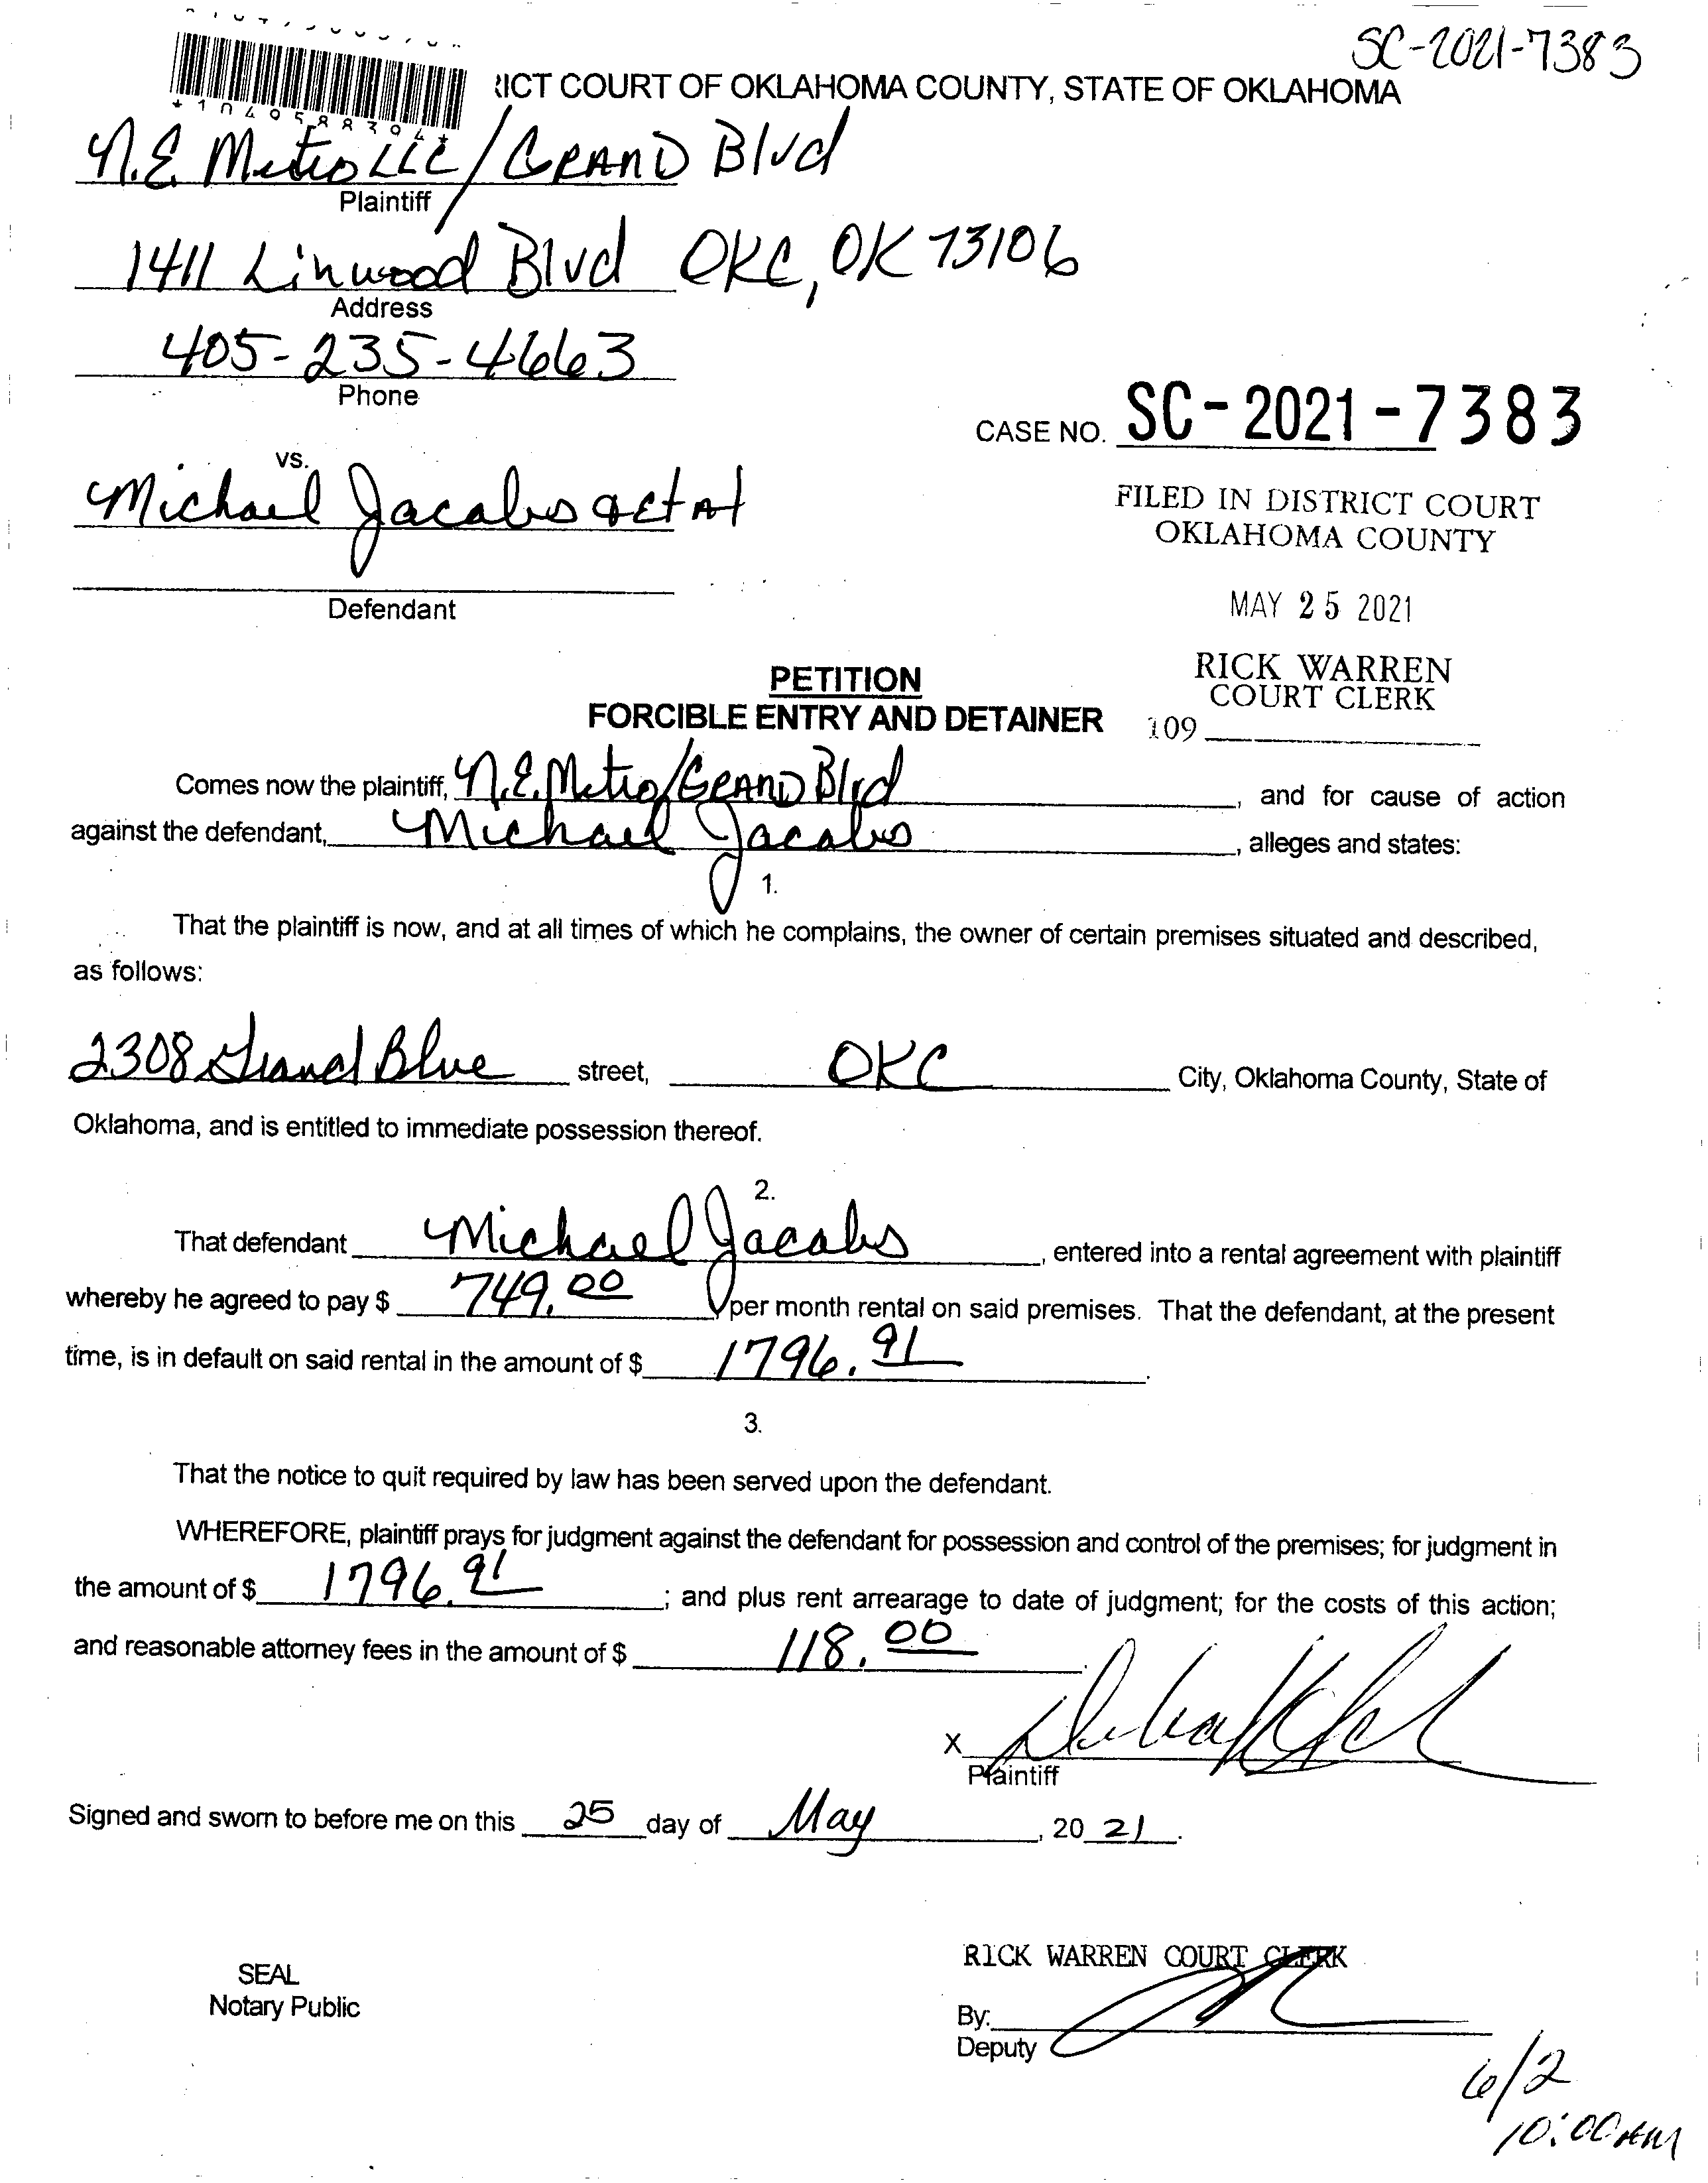 SC-2021-7383
ICT COURT OF OKLAHOMA COUNTY, STATE OF OKLAHOMA
N.E. Metro LLC / GRAND Blvd
Plaintiff
1411 Linwood Blvd OKC, OK 73106
Address
405-235-4663
Phone
CASE NO. SC-2021-7383
vs.
Michael Jacabs
FILED IN DISTRICT COURT
OKLAHOMA COUNTY
Defendant
MAY 25 2021
RICK WARREN
COURT CLERK
109
PETITION
FORCIBLE ENTRY AND DETAINER
Comes now the plaintiff, N.E. Metro/GRAND Blvd, and for cause of action
against the defendant, Michael Jacabs, alleges and states:
1.
That the plaintiff is now, and at all times of which he complains, the owner of certain premises situated and described,
as follows:
2308 Grand Blue street, OKC City, Oklahoma County, State of
Oklahoma, and is entitled to immediate possession thereof.
2.
That defendant Michael Jacabs, entered into a rental agreement with plaintiff
whereby he agreed to pay $ 749.00 per month rental on said premises. That the defendant, at the present
time, is in default on said rental in the amount of $ 1796.91.
3.
That the notice to quit required by law has been served upon the defendant.
WHEREFORE, plaintiff prays for judgment against the defendant for possession and control of the premises; for judgment in
the amount of $ 1796.91; and plus rent arrearage to date of judgment; for the costs of this action;
and reasonable attorney fees in the amount of $ 118.00.
X
Plaintiff
Signed and sworn to before me on this 25 day of May, 20 21.
RICK WARREN COURT CLERK
SEAL
Notary Public
By:
Deputy
6/2
10:00AM